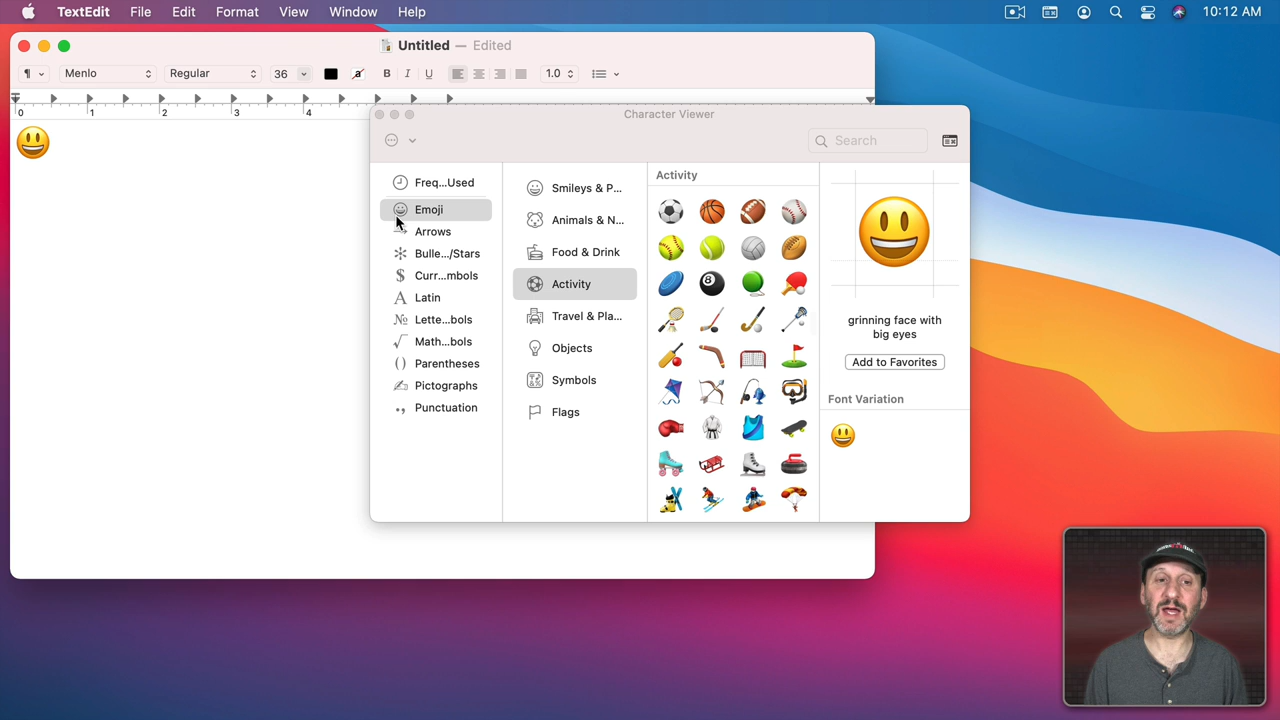 TextEdit File Edit Format View Window Help 10:12 AM
Untitled — Edited
¶ Menlo Regular 36 a B I U 1.0
0 1 2 3 4
Character Viewer
Search
Freq...Used
Emoji
Arrows
Bulle.../Stars
$ Curr...mbols
A Latin
№ Lette...bols
√ Math...bols
( ) Parentheses
Pictographs
., Punctuation
Smileys & P...
Animals & N...
Food & Drink
Activity
Travel & Pla...
Objects
Symbols
Flags
Activity
8
grinning face with
big eyes
Add to Favorites
Font Variation